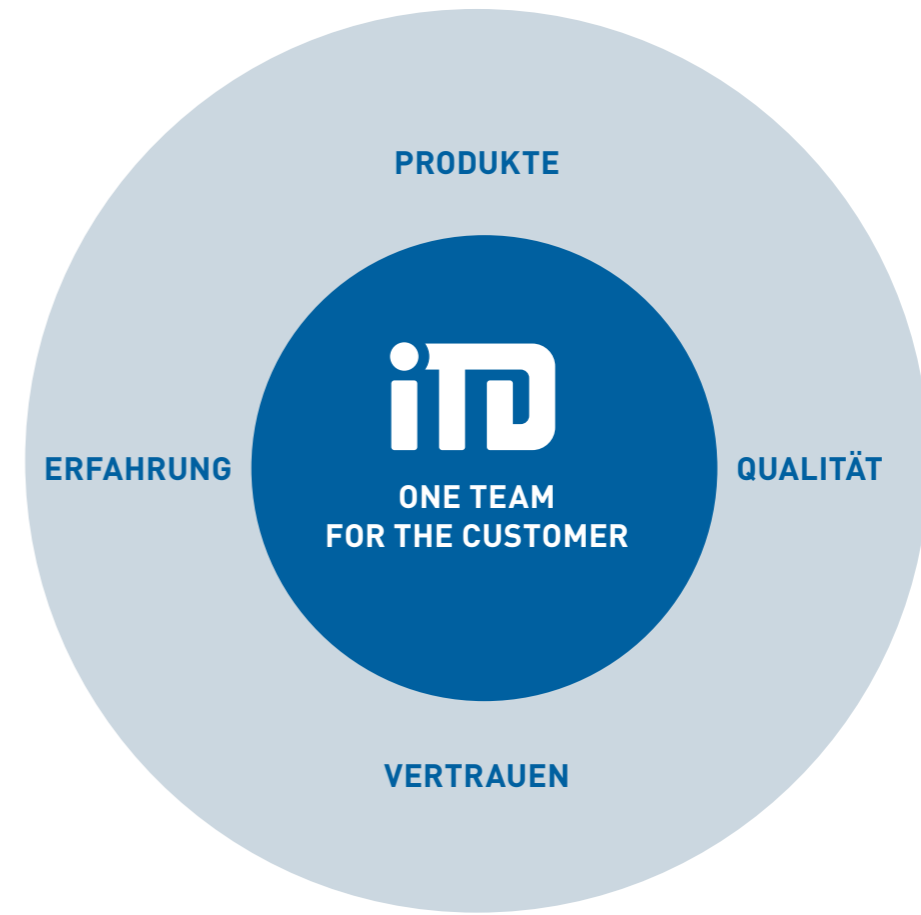 PRODUKTE
iTD
ERFAHRUNG
QUALITÄT
ONE TEAM
FOR THE CUSTOMER
VERTRAUEN